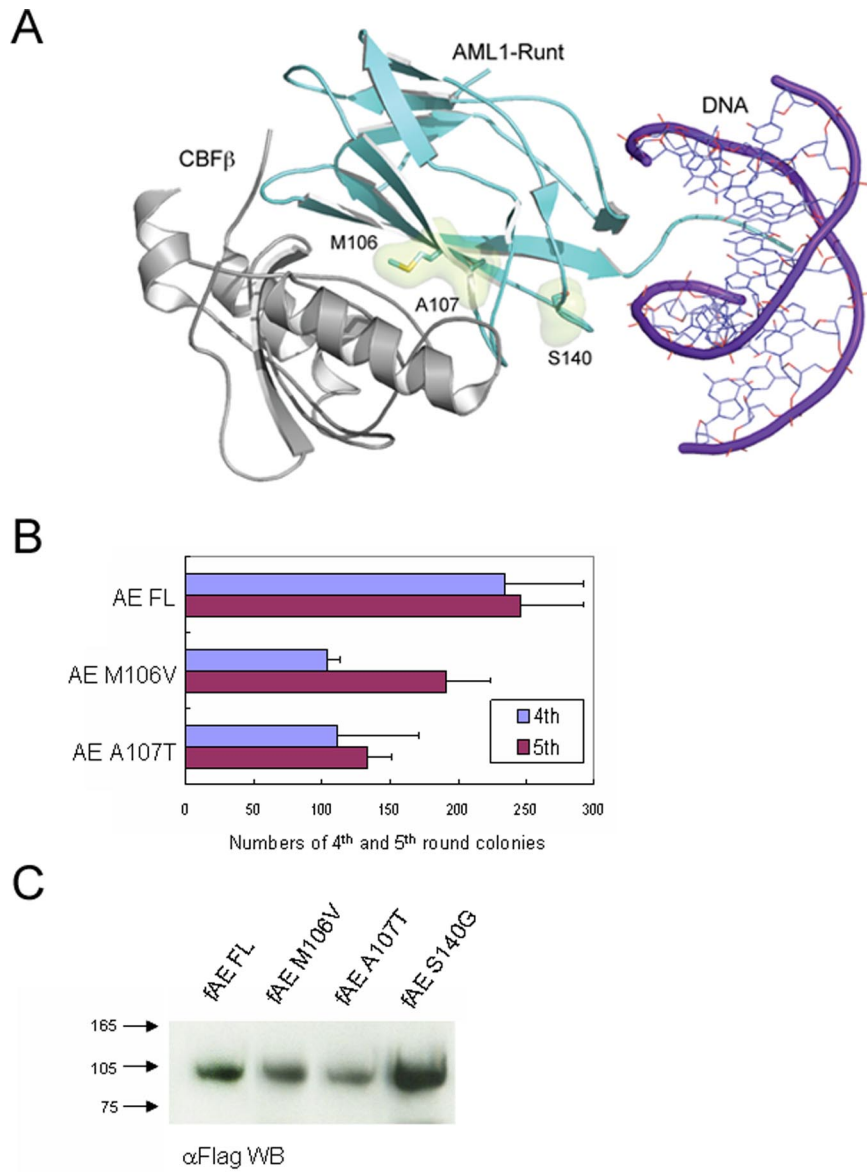 A
AML1-Runt
DNA
CBFβ
M106
A107
S140
B
AE FL
AE M106V
AE A107T
4th
5th
0 50 100 150 200 250 300
Numbers of 4th and 5th round colonies
C
fAE FL
fAE M106V
fAE A107T
fAE S140G
165
105
75
αFlag WB